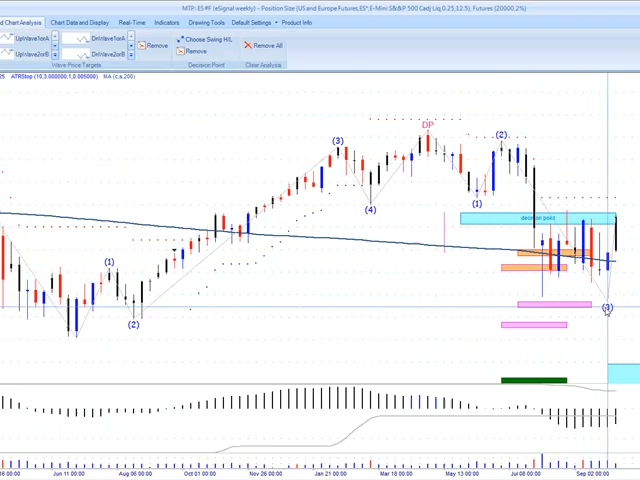 MTP: ES #F (eSignal weekly) - Position Size [US and Europe Futures,ES*,E-Mini S&P 500 Cadj Liq,0.25,12.5], Futures (20000,2%)
d Chart Analysis Chart Data and Display Real-Time Indicators Drawing Tools Default Settings Product Info
UpWave1orA DnWave1orA Remove Choose Swing H/L Remove All
UpWave2orB DnWave2orB Remove
Wave Price Targets Decision Point Clear Analysis
25 ATRStop (10,3.000000,1,0.005000) MA (c,s,200)
DP
(3) (2)
(4) (1)
decision point
(1)
(2) (3)
16 00:00 Jun 11 00:00 Aug 06 00:00 Oct 01 00:00 Nov 26 00:00 Jan 21 00:00 Mar 18 00:00 May 13 00:00 Jul 08 00:00 Sep 02 00:00